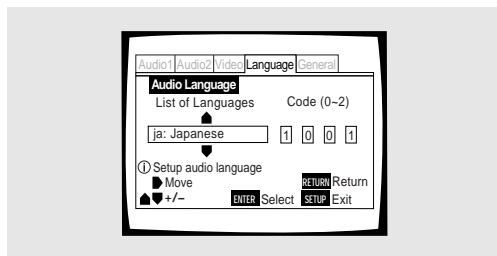 Audio1 Audio2 Video Language General
Audio Language
List of Languages Code (0~2)
ja: Japanese 1 0 0 1
i Setup audio language
Move RETURN Return
+/– ENTER Select SETUP Exit